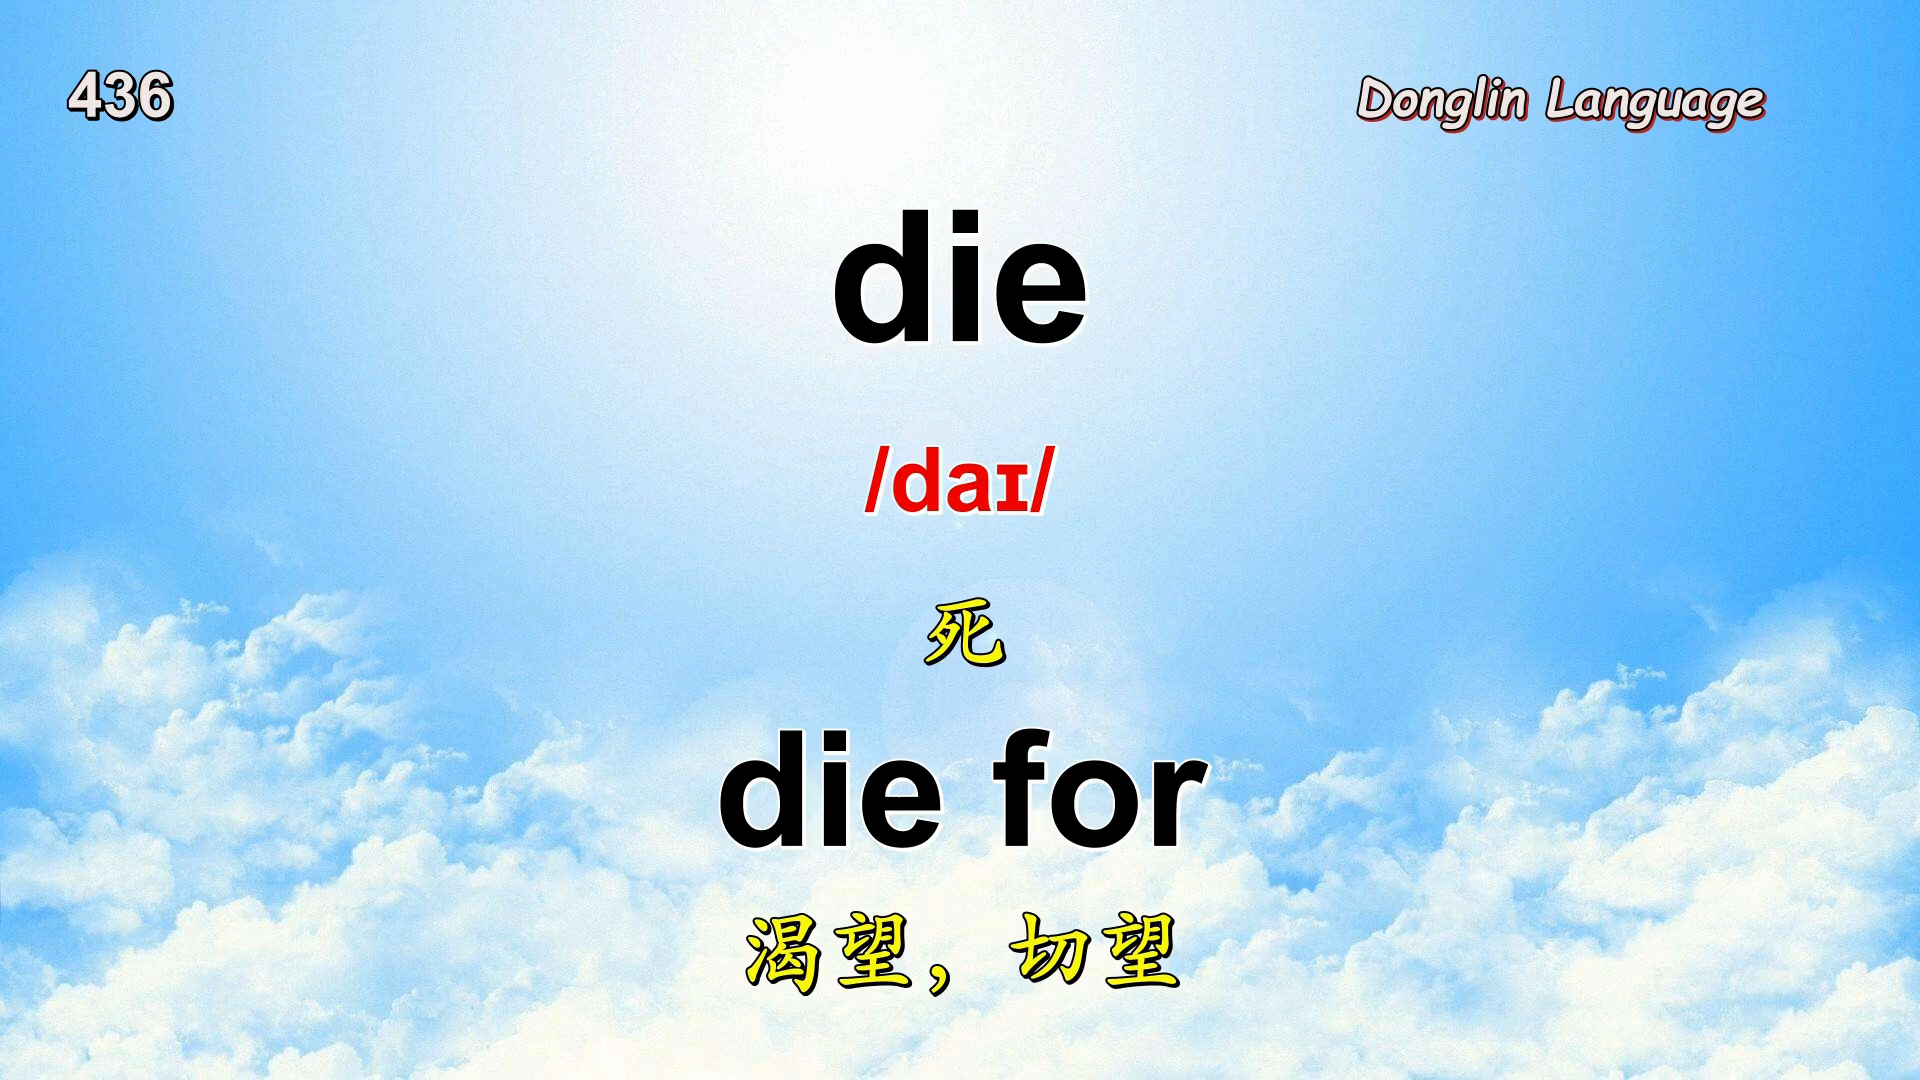 436
Donglin Language
die
/daɪ/
死
die for
渴望，切望